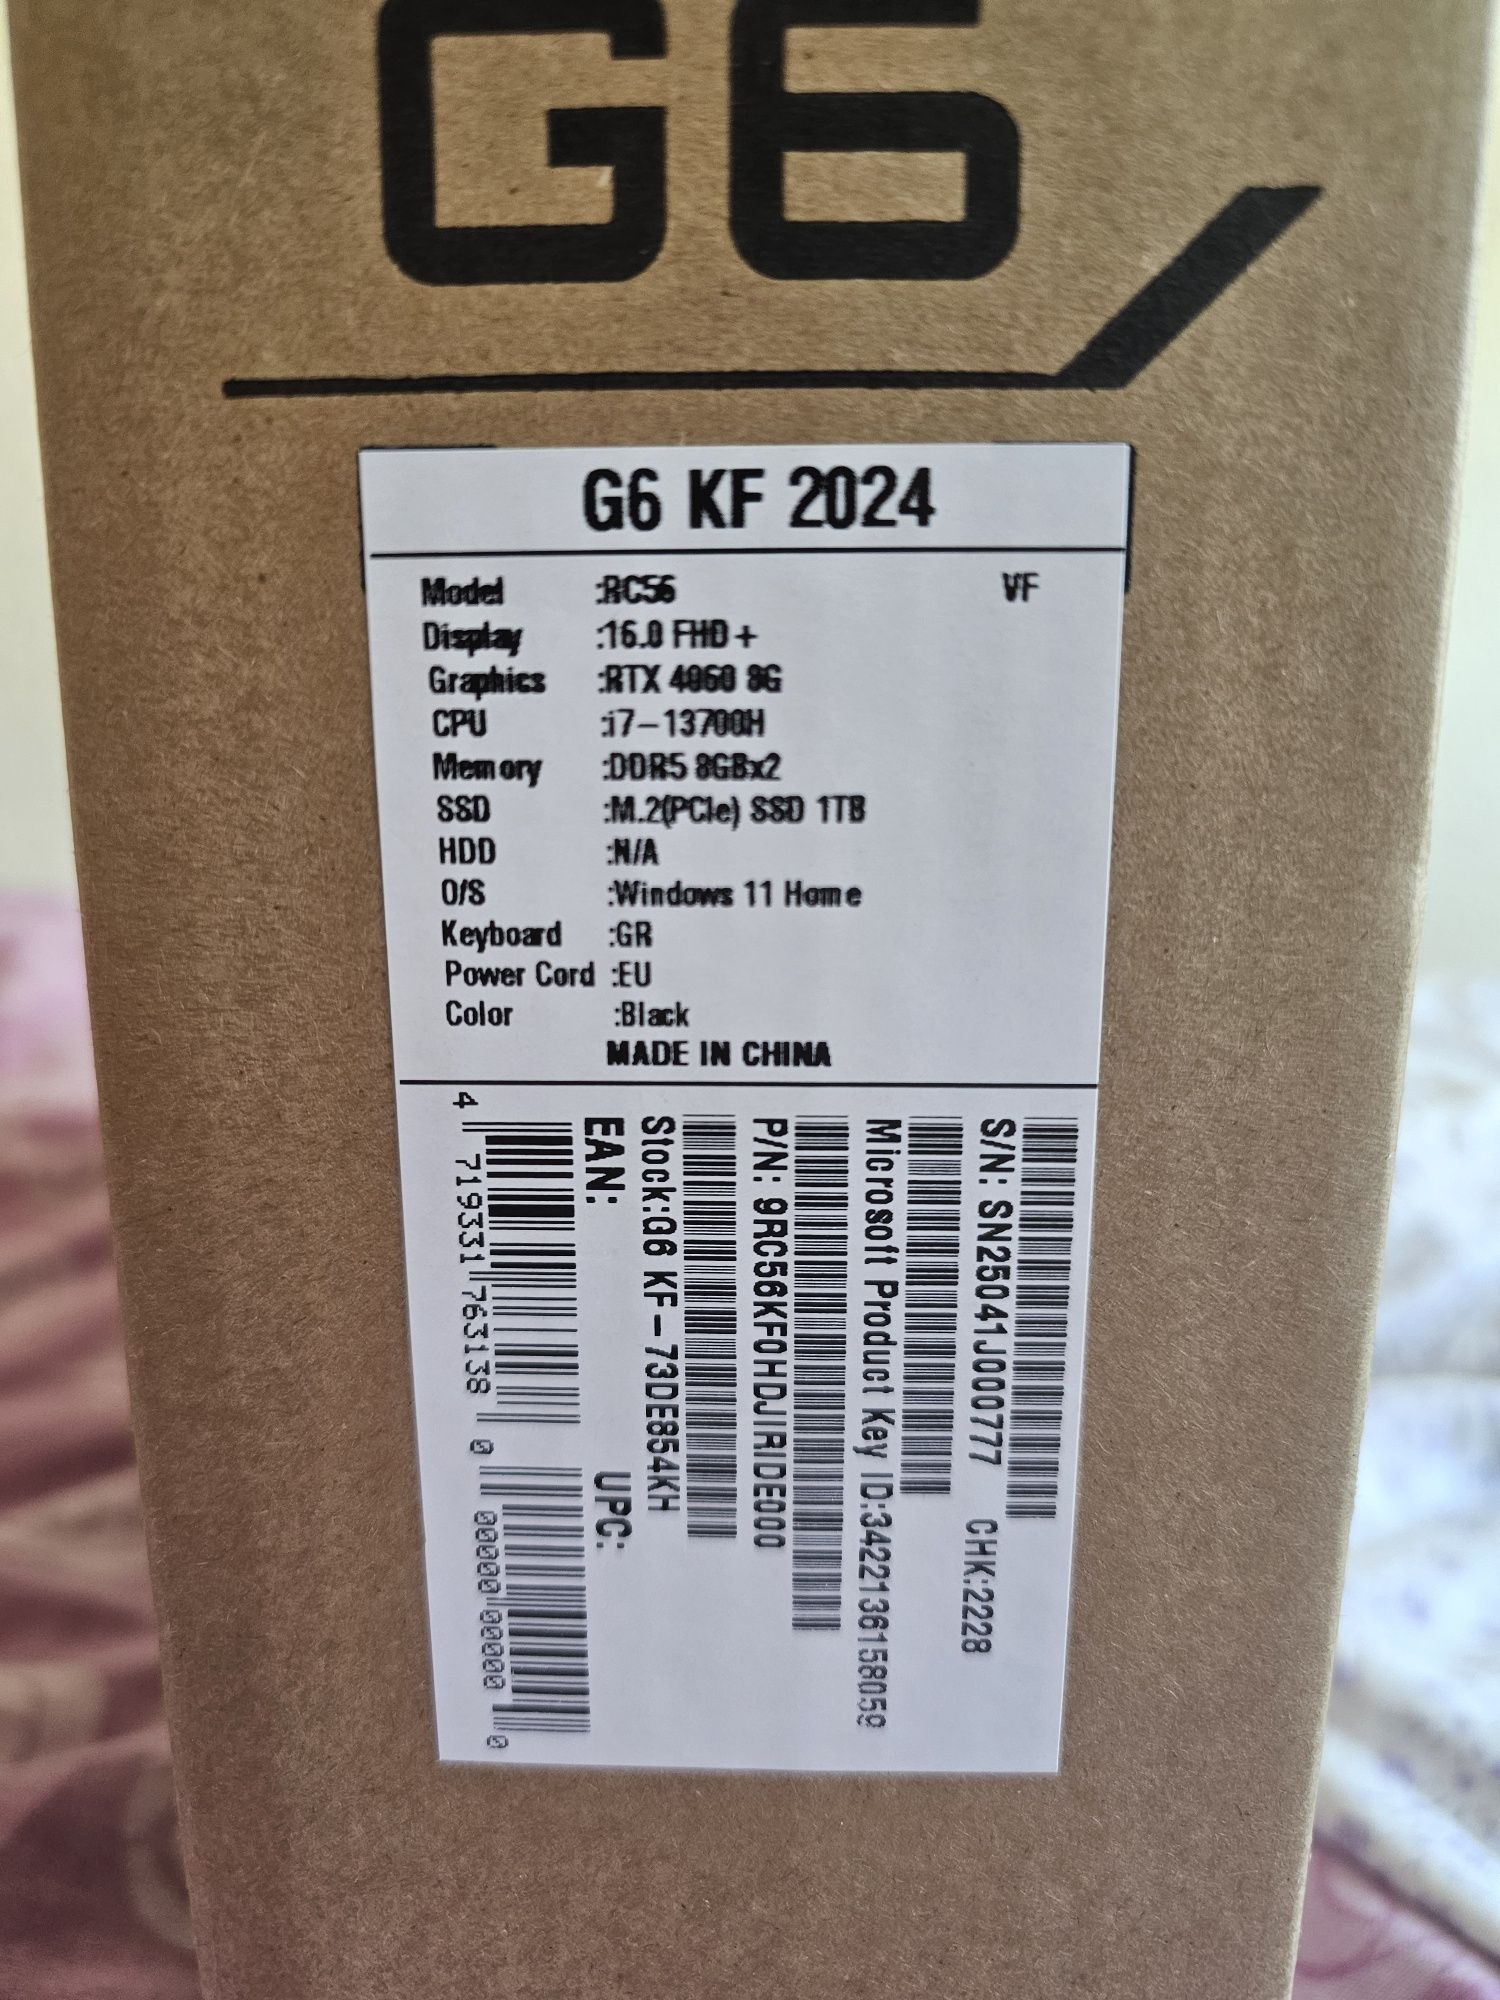 G6
G6 KF 2024
Model :RC56 VF
Display :16.0 FHD+
Graphics :RTX 4060 8G
CPU :i7-13700H
Memory :DDR5 8GBx2
SSD :M.2(PCIe) SSD 1TB
HDD :N/A
O/S :Windows 11 Home
Keyboard :GR
Power Cord :EU
Color :Black
MADE IN CHINA
S/N: SN25041J000777 CHK:2228
Microsoft Product Key ID:3422136158059
P/N: 9RC56KF0HDJIRIDE000
Stock:G6 KF-73DE854KH
EAN: UPC:
4 719331 763138 0 00000 00000 0